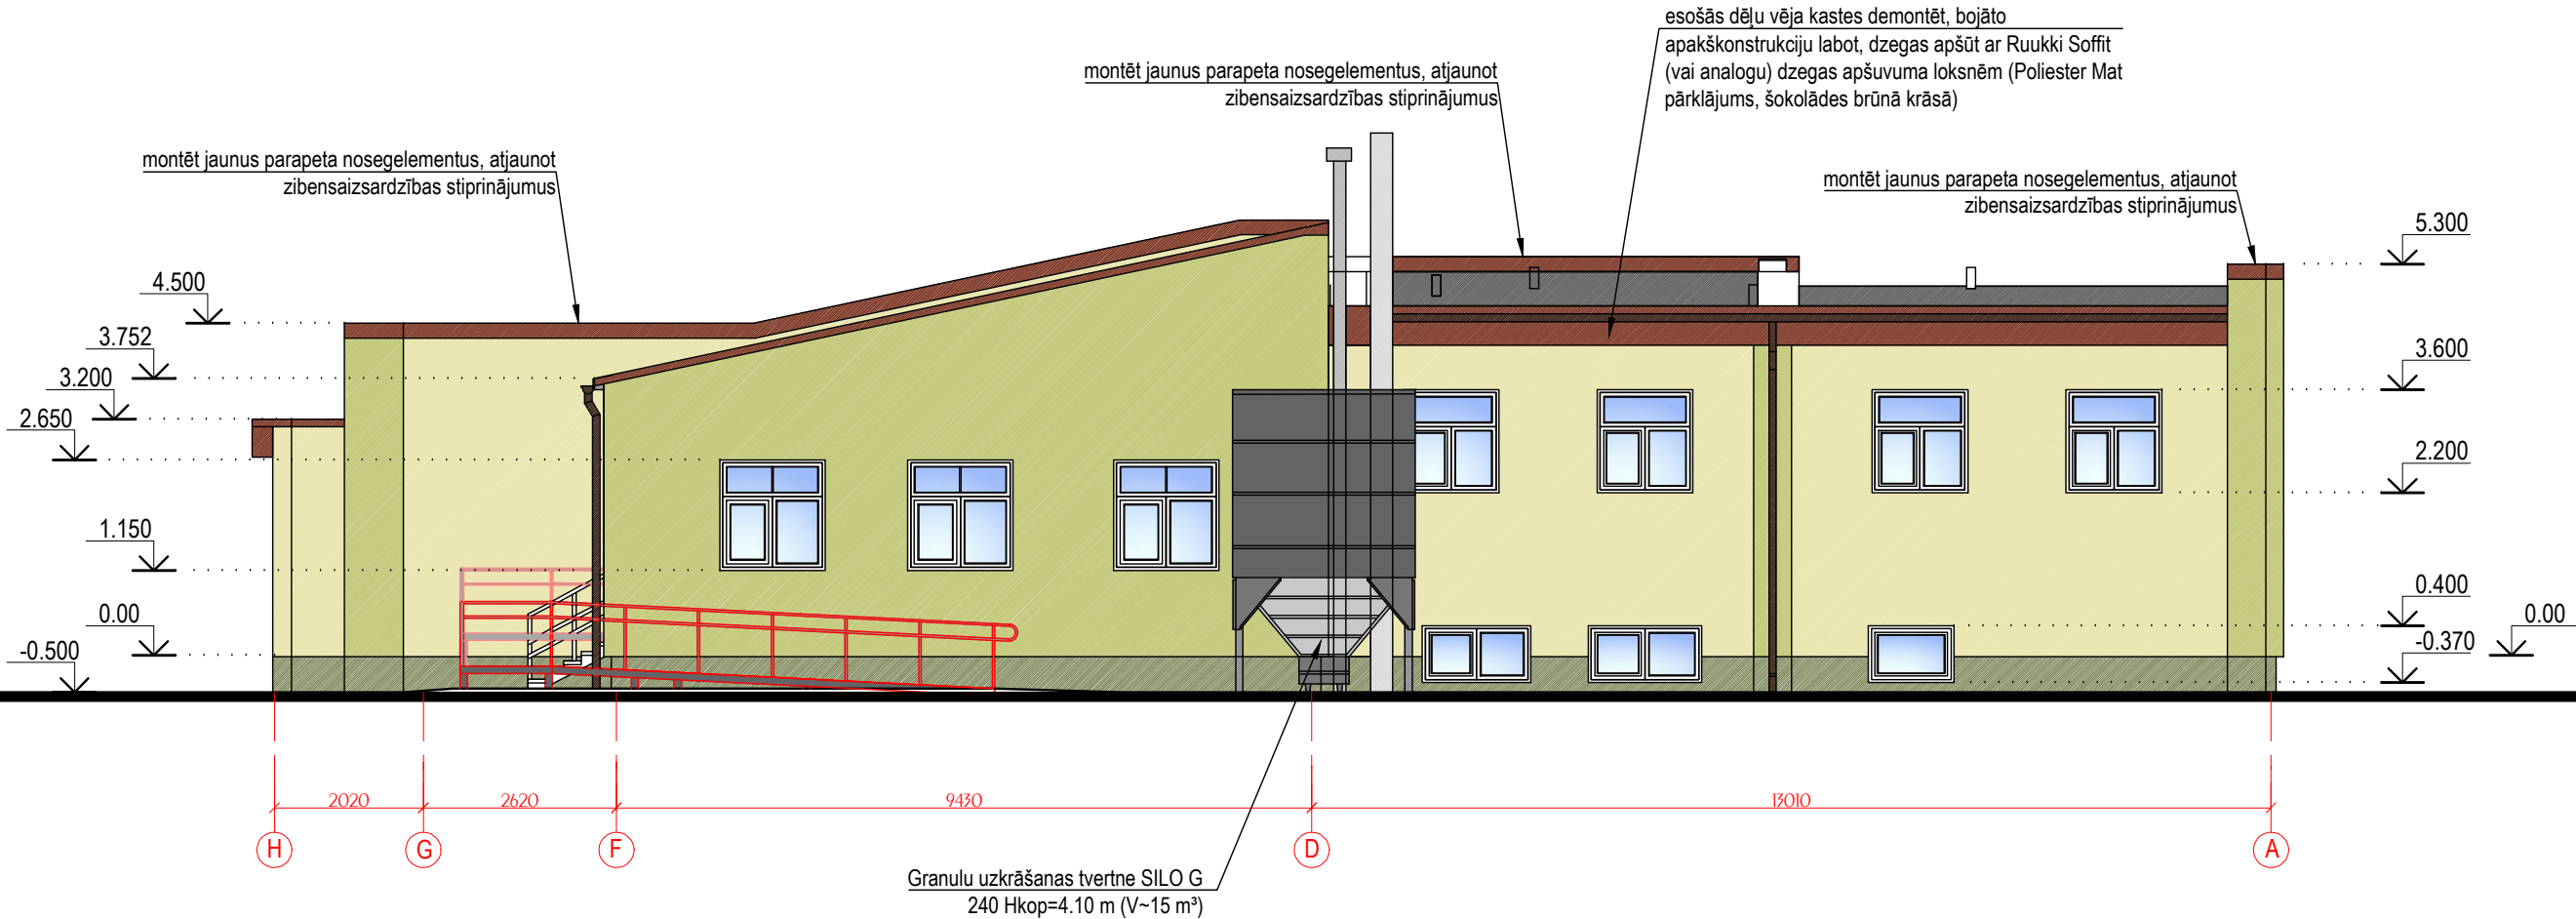 esošās dēļu vēja kastes demontēt, bojāto
apakškonstrukciju labot, dzegas apšūt ar Ruukki Soffit
(vai analogu) dzegas apšuvuma loksnēm (Poliester Mat
pārklājums, šokolādes brūnā krāsā)
montēt jaunus parapeta nosegelementus, atjaunot
zibensaizsardzības stiprinājumus
montēt jaunus parapeta nosegelementus, atjaunot
zibensaizsardzības stiprinājumus
montēt jaunus parapeta nosegelementus, atjaunot
zibensaizsardzības stiprinājumus
4.500
3.752
3.200
2.650
1.150
0.00
-0.500
5.300
3.600
2.200
0.400
0.00
-0.370
2020
2620
9430
13010
H
G
F
D
A
Granulu uzkrāšanas tvertne SILO G
240 Hkop=4.10 m (V~15 m³)